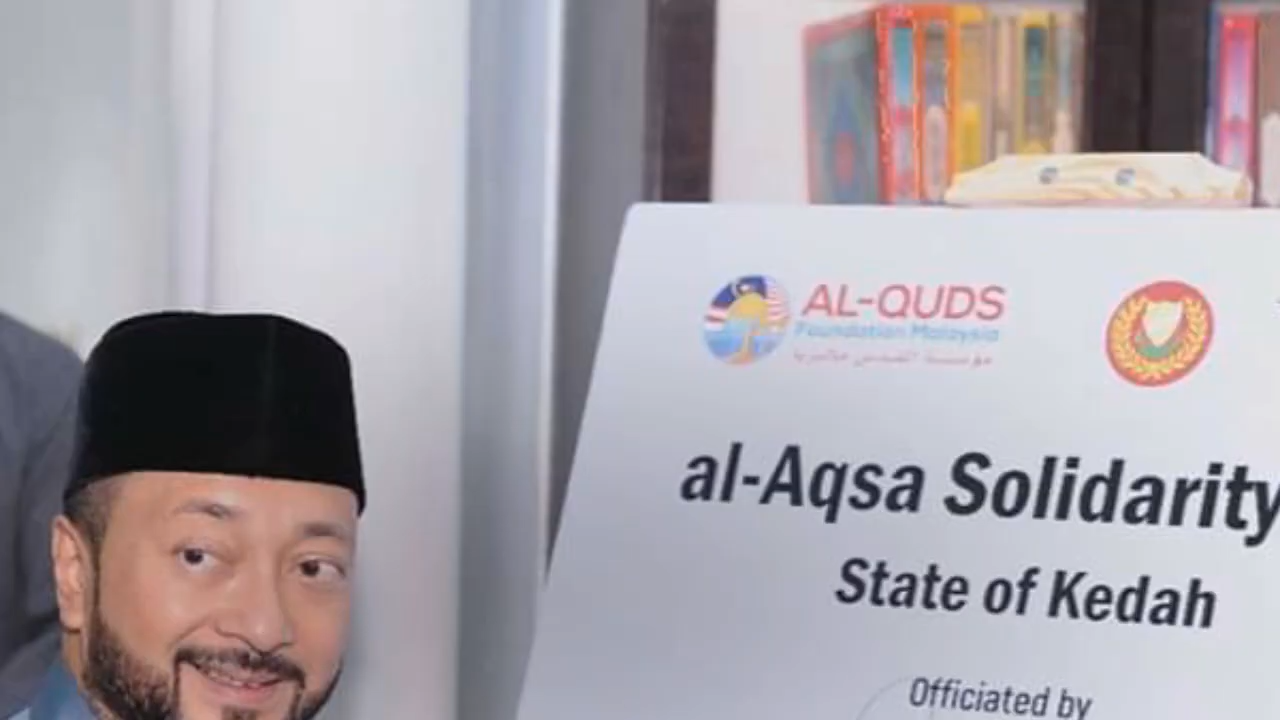 AL-QUDS
Foundation Malaysia
مؤسسة القدس ماليزيا
al-Aqsa Solidarity
State of Kedah
Officiated by